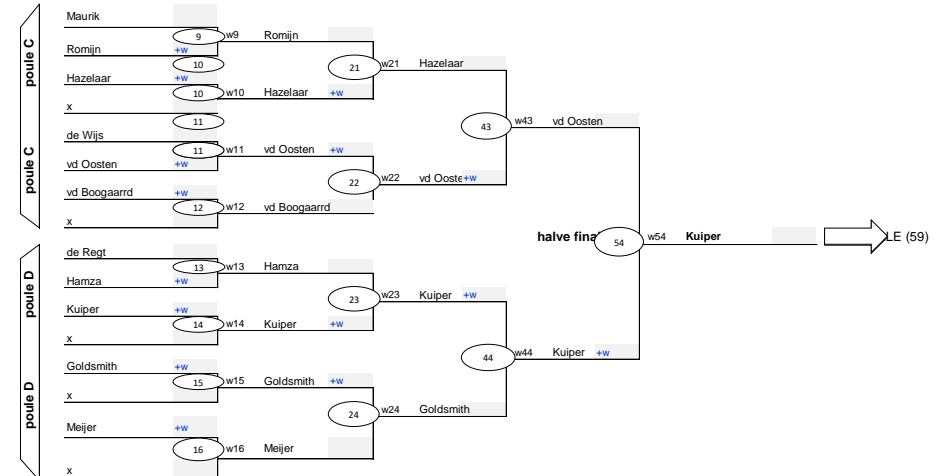 Maurik
9 w9 Romijn
Romijn +w
10
21 w21 Hazelaar
Hazelaar +w
10 w10 Hazelaar +w
x
11
43 w43 vd Oosten
de Wijs
11 w11 vd Oosten +w
vd Oosten +w
22 w22 vd Ooste +w
vd Boogaarrd +w
12 w12 vd Boogaarrd
x
poule C
poule C
halve fina 54 w54 Kuiper LE (59)
de Regt
13 w13 Hamza
Hamza +w
23 w23 Kuiper +w
Kuiper +w
14 w14 Kuiper +w
x
44 w44 Kuiper +w
Goldsmith +w
15 w15 Goldsmith +w
x
24 w24 Goldsmith
Meijer +w
16 w16 Meijer
x
poule D
poule D